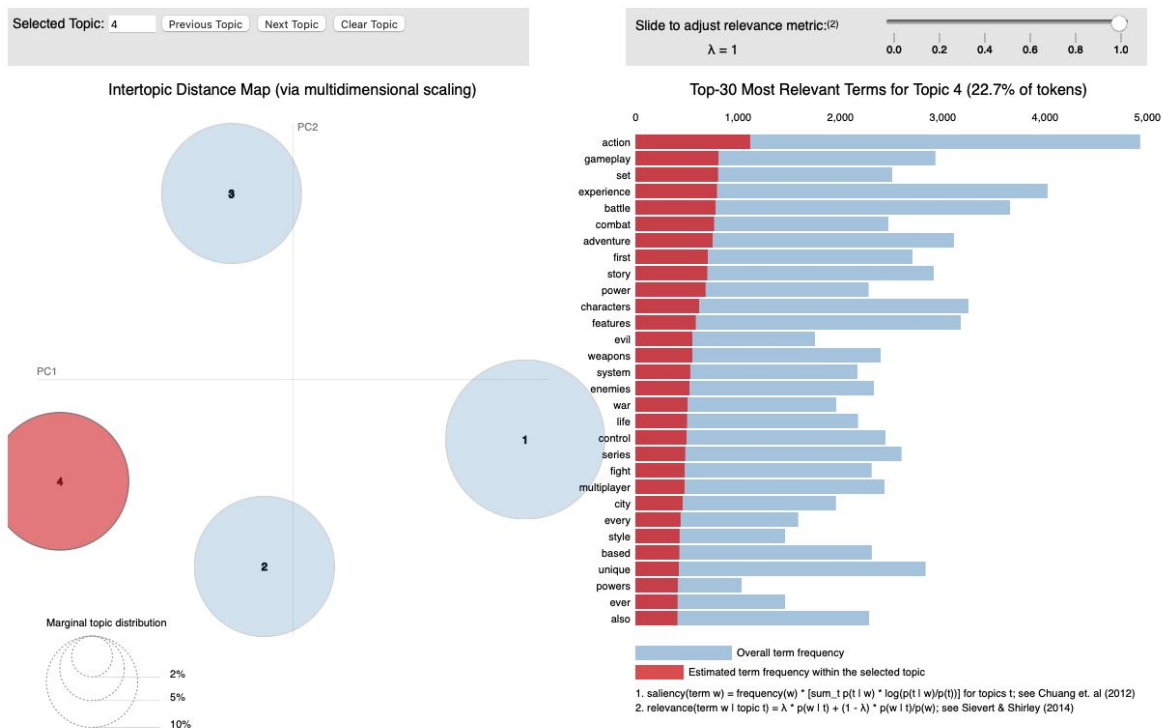 Selected Topic: 4 Previous Topic Next Topic Clear Topic
Slide to adjust relevance metric:(2)
λ = 1
0.0 0.2 0.4 0.6 0.8 1.0
Intertopic Distance Map (via multidimensional scaling)
PC2
3
PC1
1
4
2
Marginal topic distribution
2%
5%
10%
Top-30 Most Relevant Terms for Topic 4 (22.7% of tokens)
0 1,000 2,000 3,000 4,000 5,000
action
gameplay
set
experience
battle
combat
adventure
first
story
power
characters
features
evil
weapons
system
enemies
war
life
control
series
fight
multiplayer
city
every
style
based
unique
powers
ever
also
Overall term frequency
Estimated term frequency within the selected topic
1. saliency(term w) = frequency(w) * [sum_t p(t | w) * log(p(t | w)/p(t))] for topics t; see Chuang et. al (2012)
2. relevance(term w | topic t) = λ * p(w | t) + (1 - λ) * p(w | t)/p(w); see Sievert & Shirley (2014)